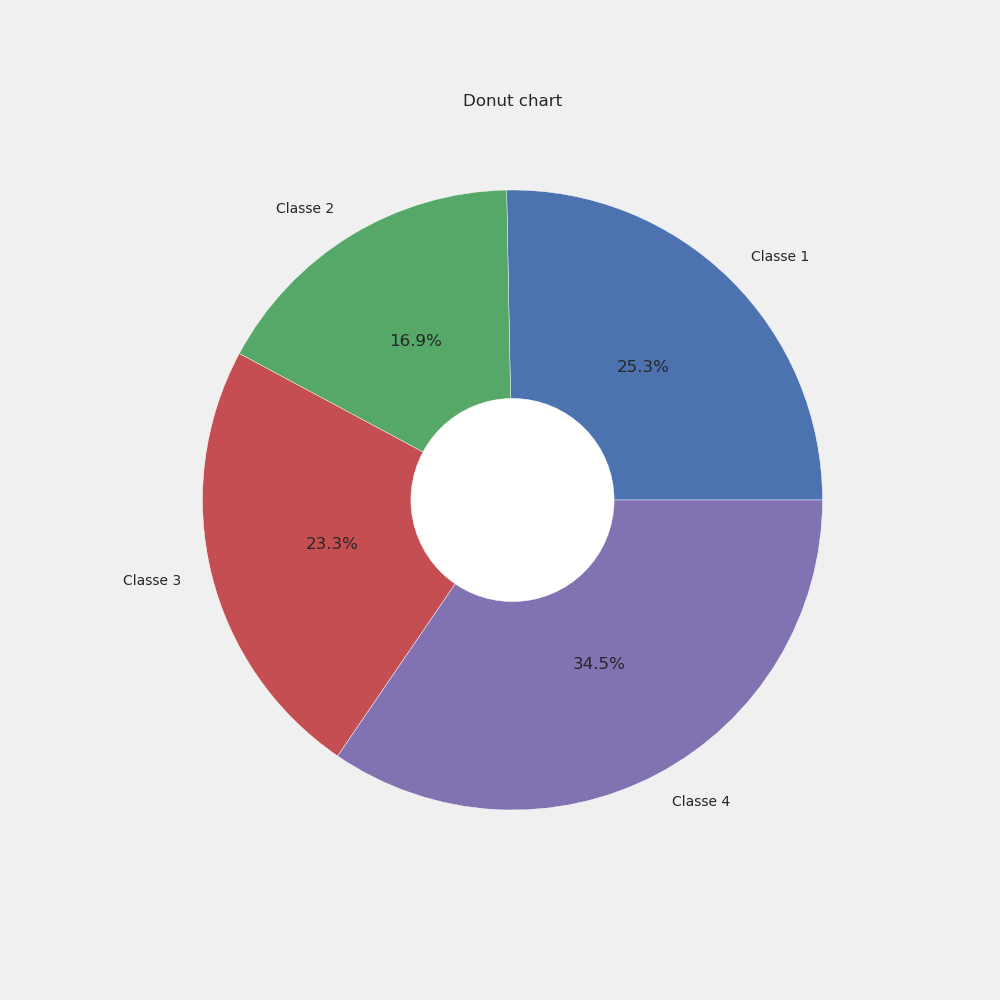 Donut chart
Classe 2
Classe 1
16.9%
25.3%
23.3%
Classe 3
34.5%
Classe 4